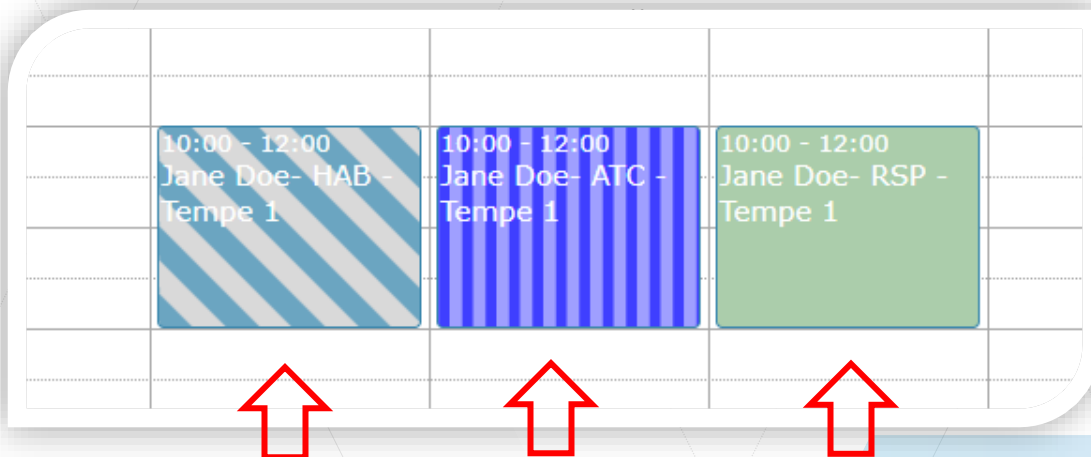 10:00 - 12:00
Jane Doe- HAB -
Tempe 1
10:00 - 12:00
Jane Doe- ATC -
Tempe 1
10:00 - 12:00
Jane Doe- RSP -
Tempe 1